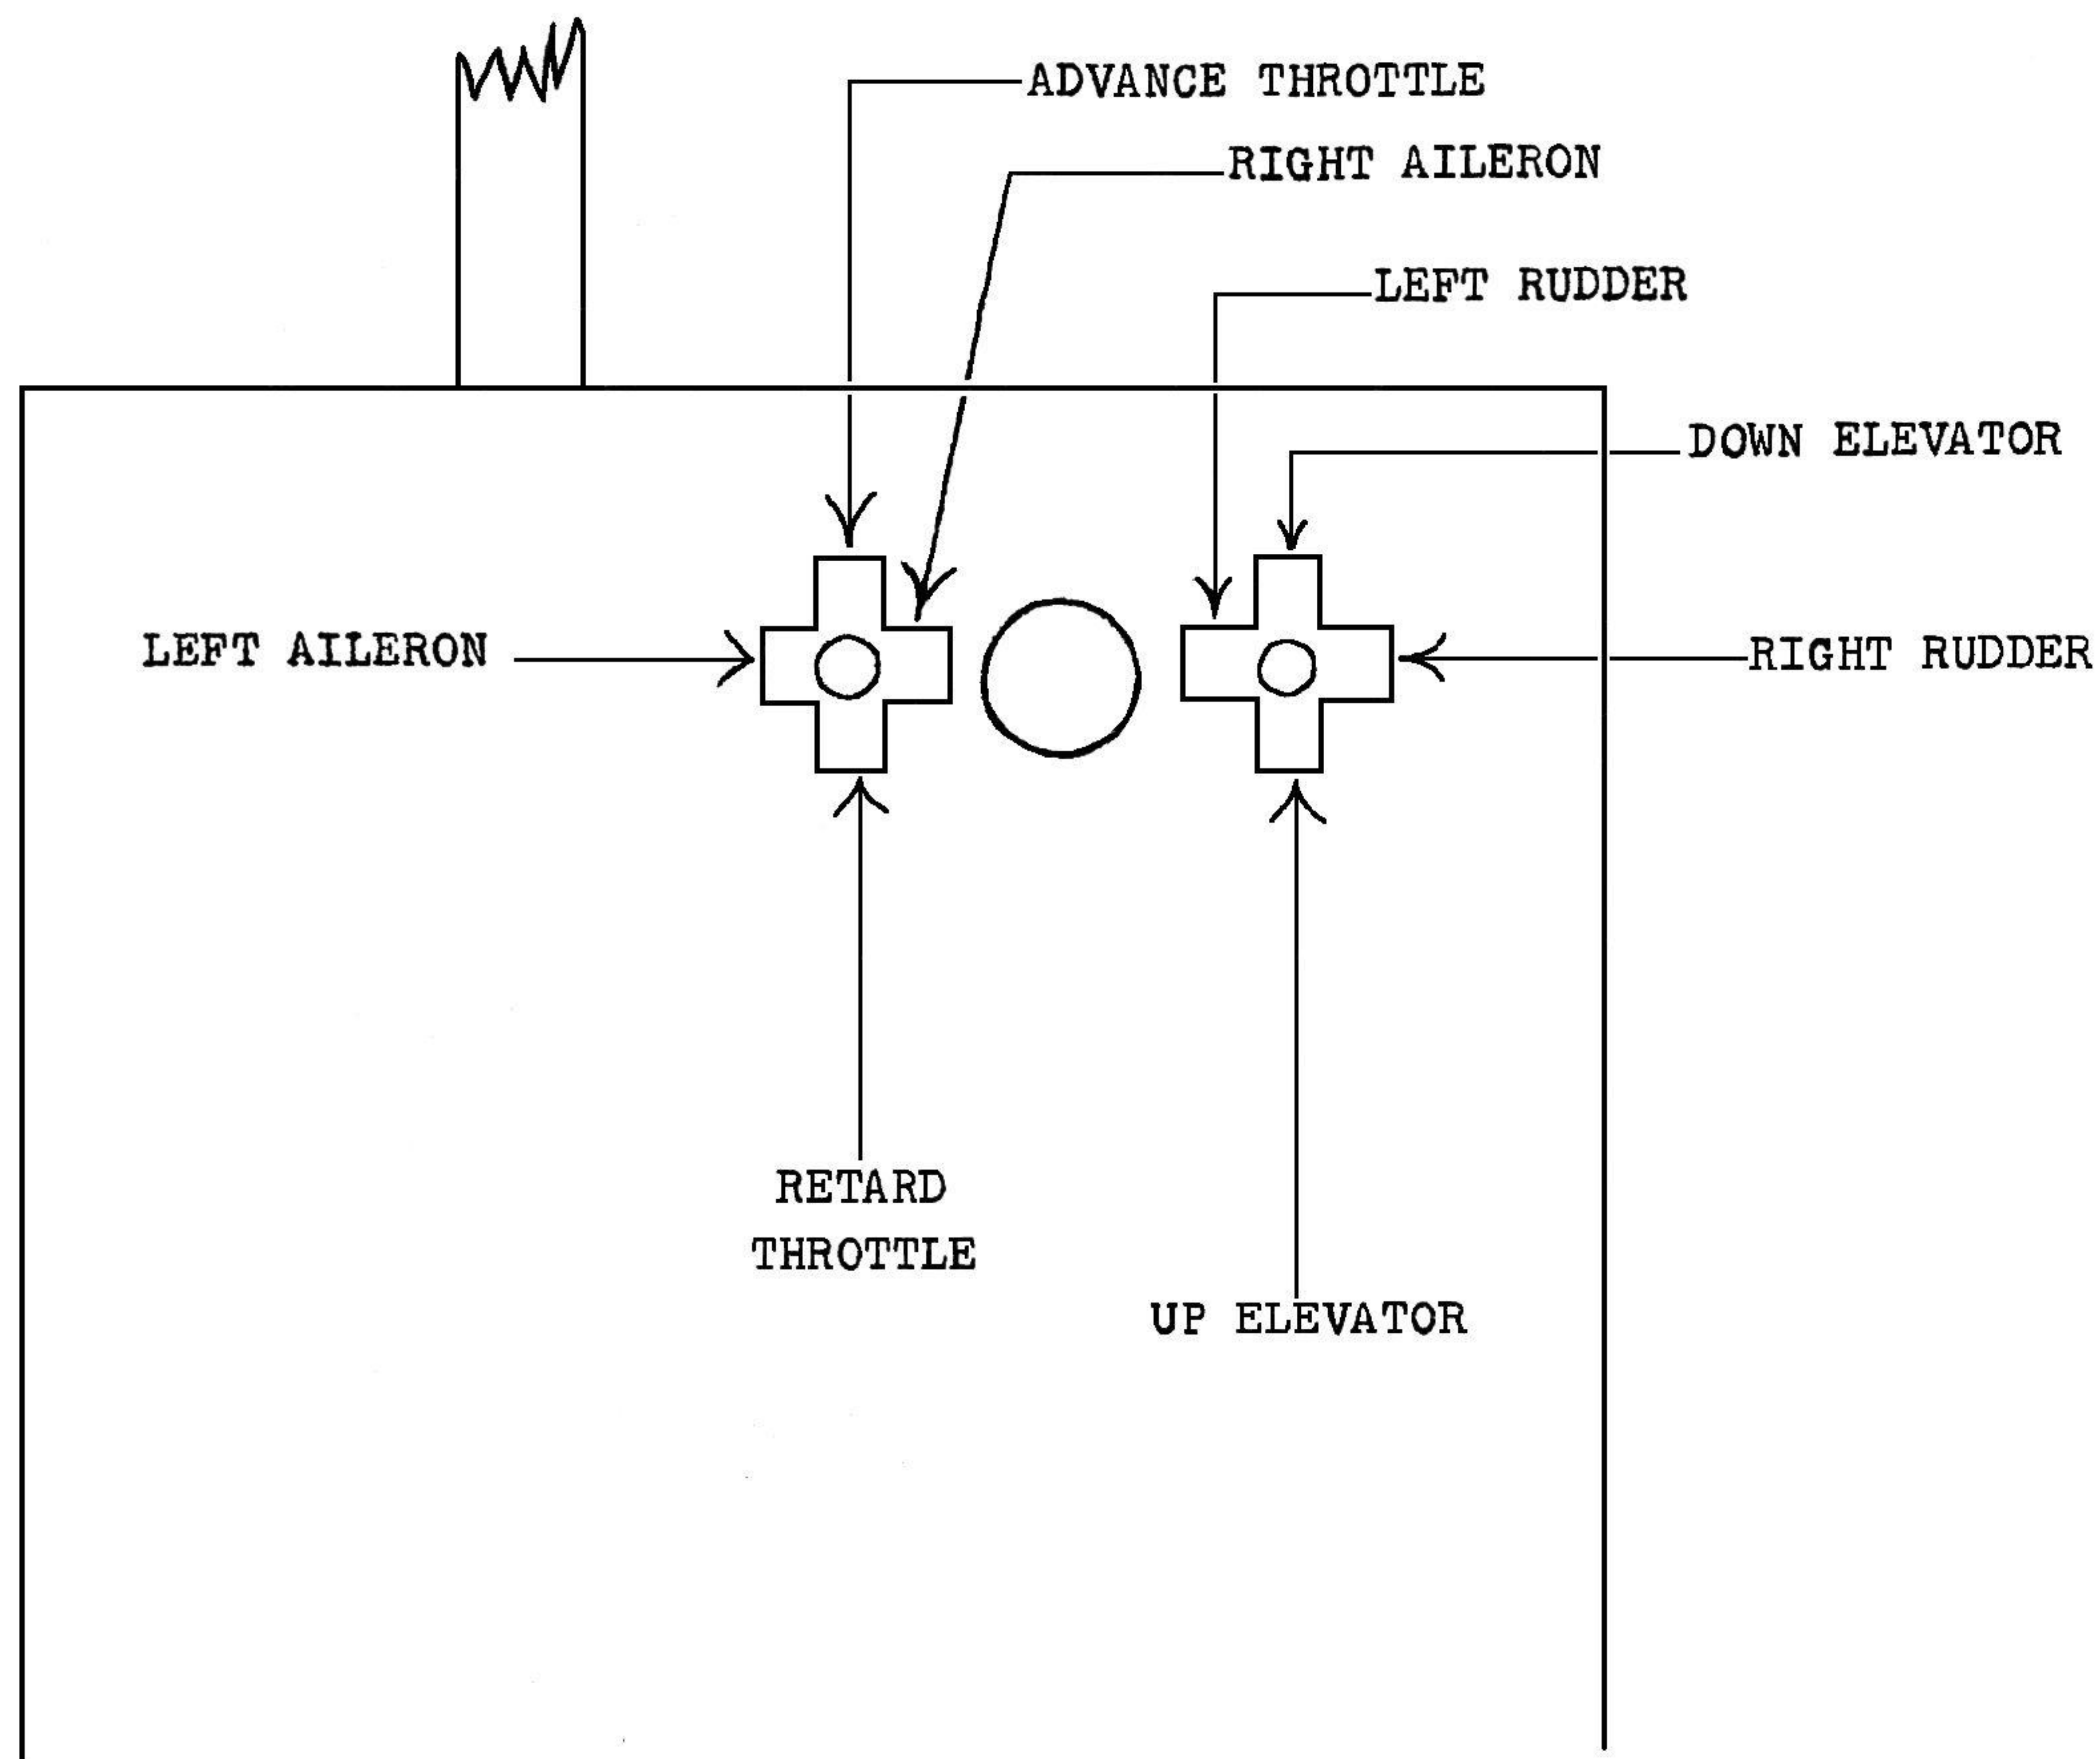 ADVANCE THROTTLE
RIGHT AILERON
LEFT RUDDER
DOWN ELEVATOR
LEFT AILERON
RIGHT RUDDER
RETARD
THROTTLE
UP ELEVATOR